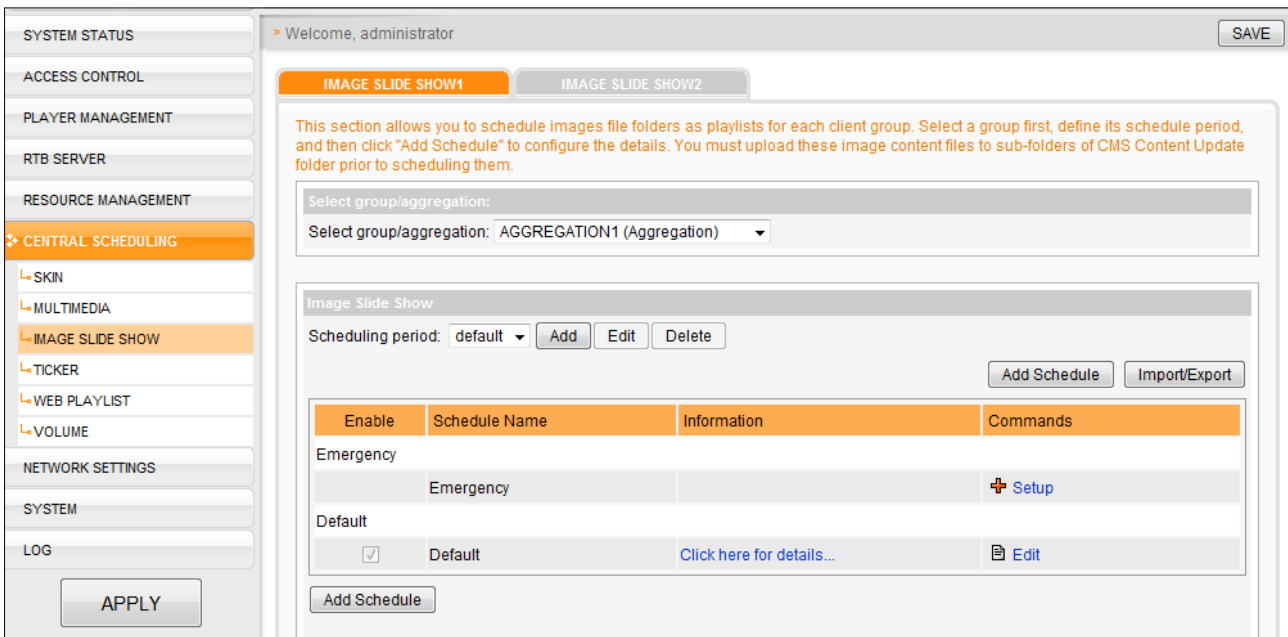 SYSTEM STATUS
ACCESS CONTROL
PLAYER MANAGEMENT
RTB SERVER
RESOURCE MANAGEMENT
CENTRAL SCHEDULING
SKIN
MULTIMEDIA
IMAGE SLIDE SHOW
TICKER
WEB PLAYLIST
VOLUME
NETWORK SETTINGS
SYSTEM
LOG
APPLY
> Welcome, administrator
SAVE
IMAGE SLIDE SHOW1
IMAGE SLIDE SHOW2
This section allows you to schedule images file folders as playlists for each client group. Select a group first, define its schedule period,
and then click "Add Schedule" to configure the details. You must upload these image content files to sub-folders of CMS Content Update
folder prior to scheduling them.
Select group/aggregation:
Select group/aggregation: AGGREGATION1 (Aggregation)
Image Slide Show
Scheduling period: default Add Edit Delete
Add Schedule Import/Export
Enable Schedule Name Information Commands
Emergency
Emergency Setup
Default
Default Click here for details... Edit
Add Schedule